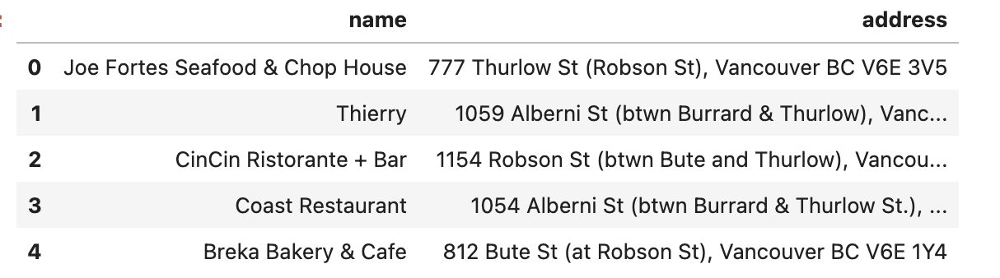 name address
0 Joe Fortes Seafood & Chop House 777 Thurlow St (Robson St), Vancouver BC V6E 3V5
1 Thierry 1059 Alberni St (btwn Burrard & Thurlow), Vanc...
2 CinCin Ristorante + Bar 1154 Robson St (btwn Bute and Thurlow), Vancou...
3 Coast Restaurant 1054 Alberni St (btwn Burrard & Thurlow St.), ...
4 Breka Bakery & Cafe 812 Bute St (at Robson St), Vancouver BC V6E 1Y4